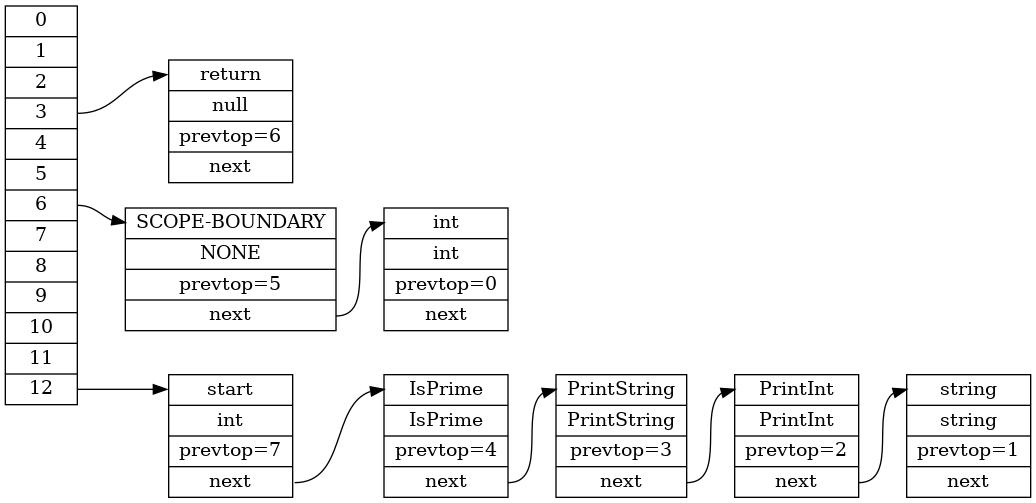 0
1
2
3
4
5
6
7
8
9
10
11
12
return
null
prevtop=6
next
SCOPE-BOUNDARY
NONE
prevtop=5
next
int
int
prevtop=0
next
start
int
prevtop=7
next
IsPrime
IsPrime
prevtop=4
next
PrintString
PrintString
prevtop=3
next
PrintInt
PrintInt
prevtop=2
next
string
string
prevtop=1
next